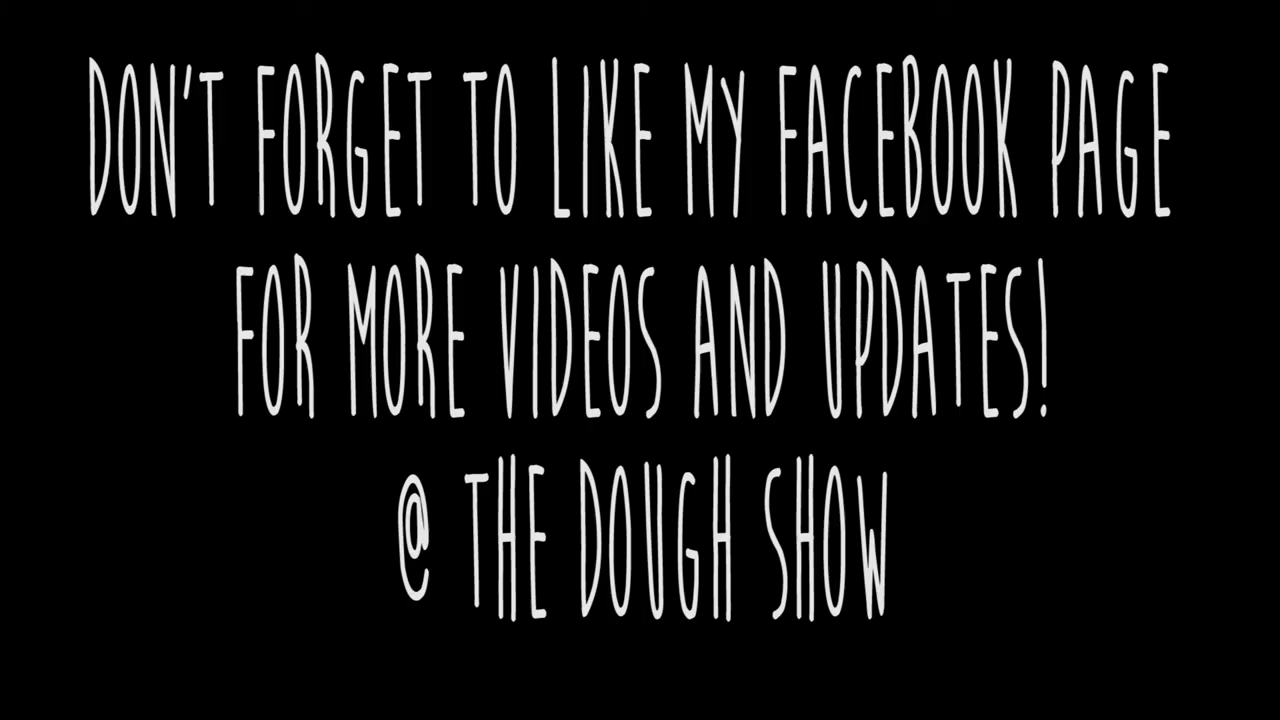 DON'T FORGET TO LIKE MY FACEBOOK PAGE
FOR MORE VIDEOS AND UPDATES!
@ THE DOUGH SHOW